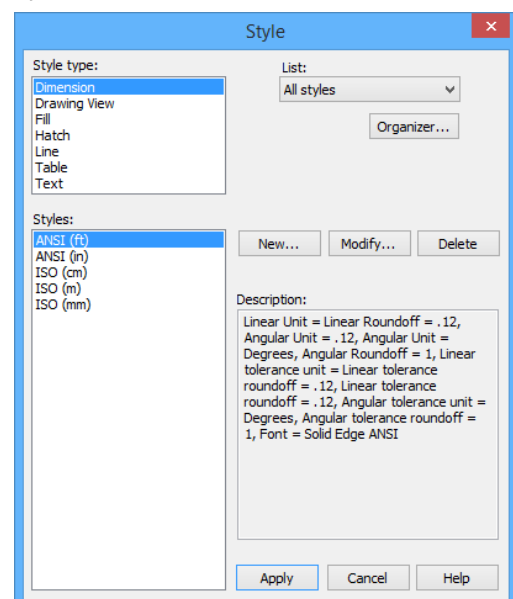 Style
Style type:
Dimension
Drawing View
Fill
Hatch
Line
Table
Text
List:
All styles
Organizer...
Styles:
ANSI (ft)
ANSI (in)
ISO (cm)
ISO (m)
ISO (mm)
New... Modify... Delete
Description:
Linear Unit = Linear Roundoff = .12,
Angular Unit = .12, Angular Unit =
Degrees, Angular Roundoff = 1, Linear
tolerance unit = Linear tolerance
roundoff = .12, Linear tolerance
roundoff = .12, Angular tolerance unit =
Degrees, Angular tolerance roundoff =
1, Font = Solid Edge ANSI
Apply Cancel Help